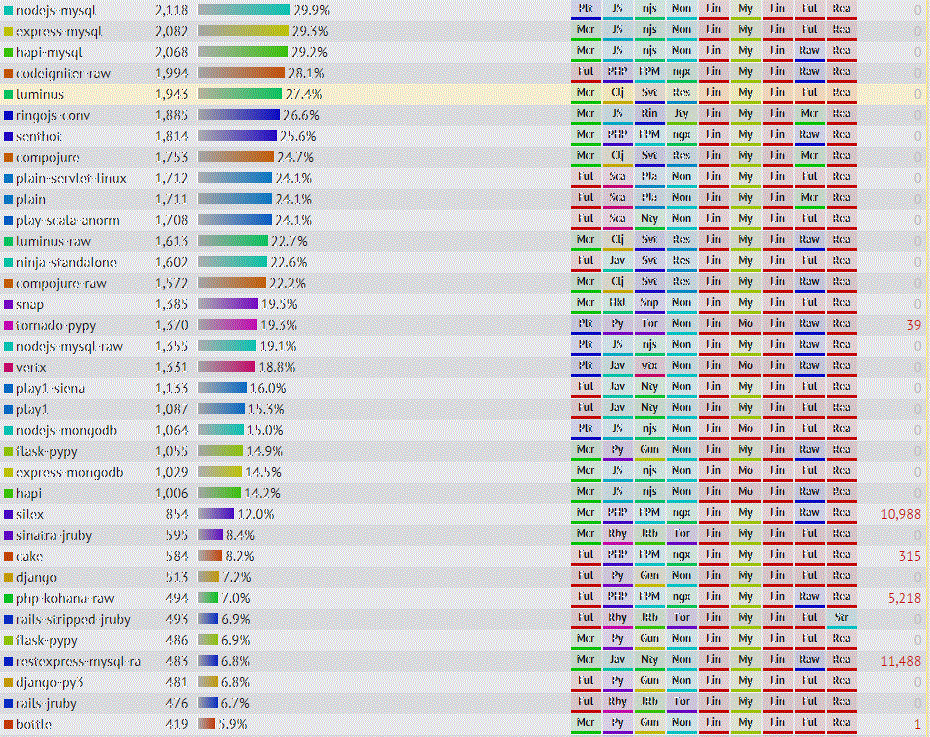 nodejs-mysql 2,118 29.9% Plt JS njs Non Lin My Lin Ful Rea 0
express-mysql 2,082 29.3% Mcr JS njs Non Lin My Lin Ful Rea 0
hapi-mysql 2,068 29.2% Mcr JS njs Non Lin My Lin Raw Rea 0
codeigniter-raw 1,994 28.1% Ful PHP FPM ngx Lin My Lin Raw Rea 0
luminus 1,943 27.4% Mcr Clj Svt Res Lin My Lin Ful Rea 0
ringojs-conv 1,885 26.6% Mcr JS Rin Jty Lin My Lin Mcr Rea 0
senthot 1,814 25.6% Mcr PHP FPM ngx Lin My Lin Raw Rea 0
compojure 1,753 24.7% Mcr Clj Svt Res Lin My Lin Mcr Rea 0
plain-servlet-linux 1,712 24.1% Ful Sca Pla Non Lin My Lin Ful Rea 0
plain 1,711 24.1% Ful Sca Pla Non Lin My Lin Mcr Rea 0
play-scala-anorm 1,708 24.1% Ful Sca Nty Non Lin My Lin Ful Rea 0
luminus-raw 1,613 22.7% Mcr Clj Svt Res Lin My Lin Raw Rea 0
ninja-standalone 1,602 22.6% Ful Jav Svt Res Lin My Lin Ful Rea 0
compojure-raw 1,572 22.2% Mcr Clj Svt Res Lin My Lin Raw Rea 0
snap 1,385 19.5% Mcr Hkl Snp Non Lin My Lin Ful Rea 0
tornado-pypy 1,370 19.3% Plt Py Tor Non Lin Mo Lin Raw Rea 39
nodejs-mysql-raw 1,355 19.1% Plt JS njs Non Lin My Lin Raw Rea 0
vertx 1,331 18.8% Plt Jav vtx Non Lin Mo Lin Raw Rea 0
play1-siena 1,133 16.0% Ful Jav Nty Non Lin My Lin Ful Rea 0
play1 1,087 15.3% Ful Jav Nty Non Lin My Lin Ful Rea 0
nodejs-mongodb 1,064 15.0% Plt JS njs Non Lin Mo Lin Ful Rea 0
flask-pypy 1,055 14.9% Mcr Py Gun Non Lin My Lin Raw Rea 0
express-mongodb 1,029 14.5% Mcr JS njs Non Lin Mo Lin Ful Rea 0
hapi 1,006 14.2% Mcr JS njs Non Lin Mo Lin Raw Rea 0
silex 854 12.0% Mcr PHP FPM ngx Lin My Lin Raw Rea 10,988
sinatra-jruby 595 8.4% Mcr Rby JRb Tor Lin My Lin Ful Rea 0
cake 584 8.2% Ful PHP FPM ngx Lin My Lin Ful Rea 315
django 513 7.2% Ful Py Gun Non Lin My Lin Ful Rea 0
php-kohana-raw 494 7.0% Ful PHP FPM ngx Lin My Lin Raw Rea 5,218
rails-stripped-jruby 493 6.9% Ful Rby JRb Tor Lin My Lin Ful Str 0
flask-pypy 486 6.9% Mcr Py Gun Non Lin My Lin Ful Rea 0
restexpress-mysql-ra 483 6.8% Mcr Jav Nty Non Lin My Lin Raw Rea 11,488
django-py3 481 6.8% Ful Py Gun Non Lin My Lin Ful Rea 0
rails-jruby 476 6.7% Ful Rby JRb Tor Lin My Lin Ful Rea 0
bottle 419 5.9% Mcr Py Gun Non Lin My Lin Ful Rea 1